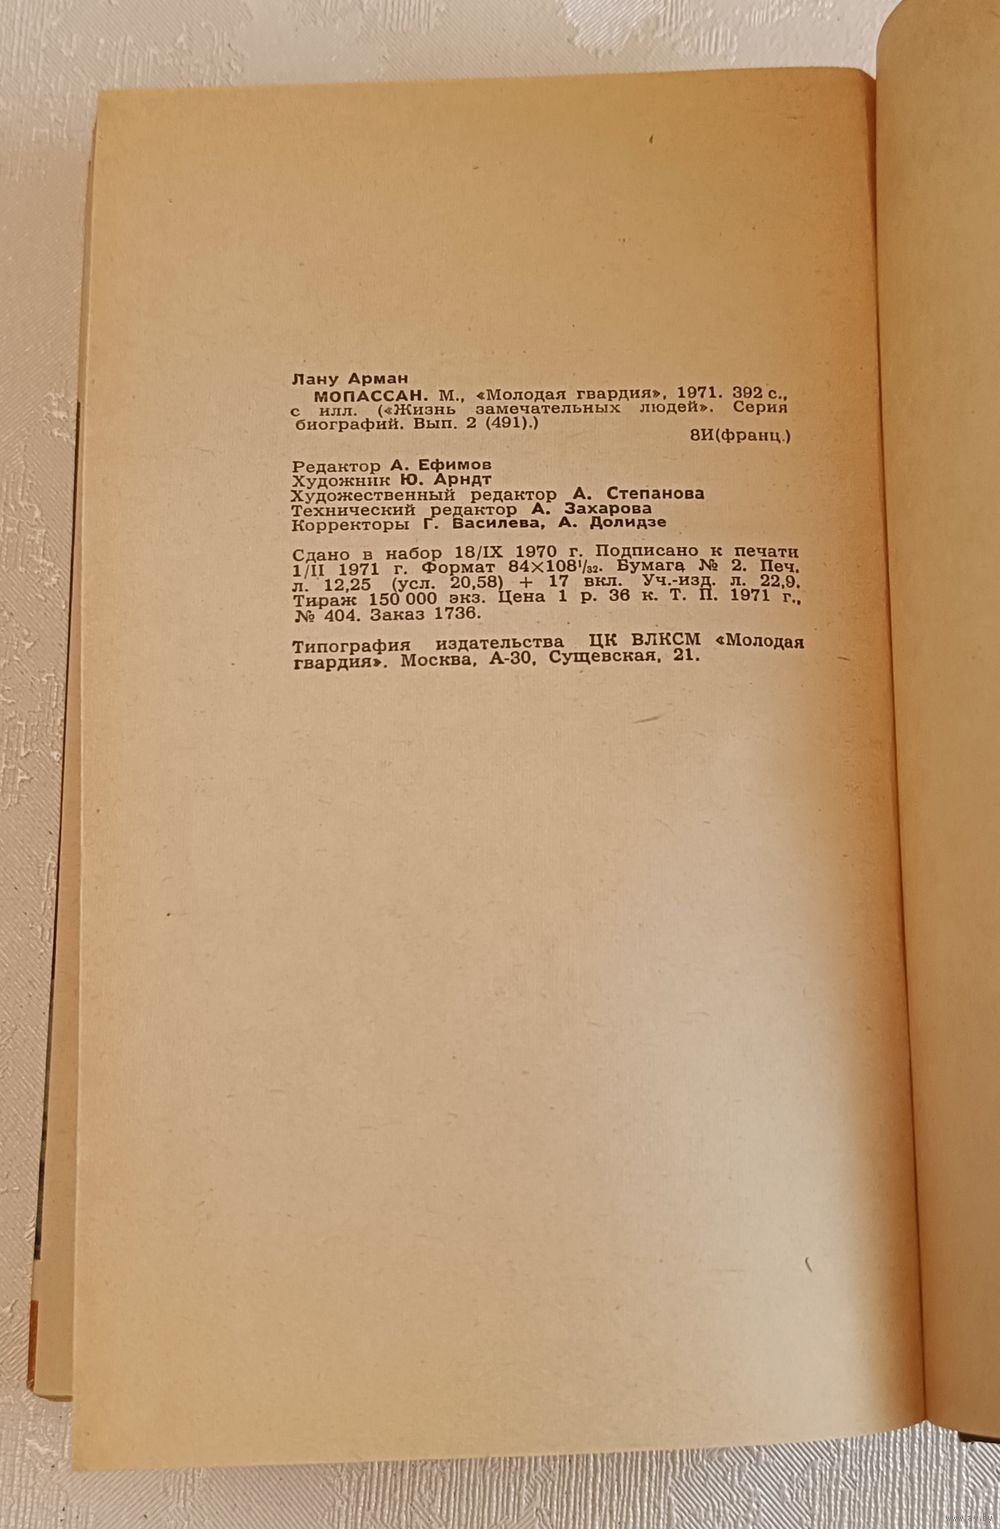 Лану Арман
МОПАССАН. М., «Молодая гвардия», 1971. 392 с.,
с илл. («Жизнь замечательных людей». Серия
биографий. Вып. 2 (491).)
8И(франц.)
Редактор А. Ефимов
Художник Ю. Арндт
Художественный редактор А. Степанова
Технический редактор А. Захарова
Корректоры Г. Василева, А. Долидзе
Сдано в набор 18/IX 1970 г. Подписано к печати
1/II 1971 г. Формат 84×108¹/₃₂. Бумага № 2. Печ.
л. 12,25 (усл. 20,58) + 17 вкл. Уч.-изд. л. 22,9.
Тираж 150 000 экз. Цена 1 р. 36 к. Т. П. 1971 г.,
№ 404. Заказ 1736.
Типография издательства ЦК ВЛКСМ «Молодая
гвардия». Москва, А-30, Сущевская, 21.
www.ay.by